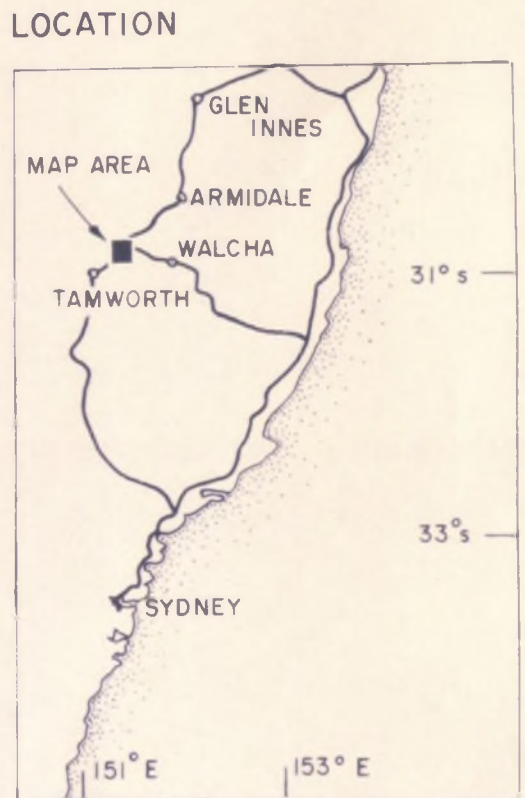 LOCATION
GLEN
INNES
MAP AREA
ARMIDALE
WALCHA
31°s
TAMWORTH
33°s
SYDNEY
151° E
153° E